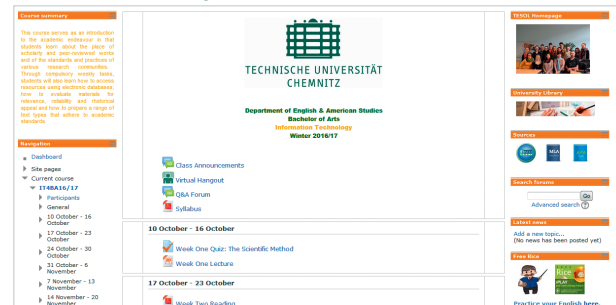 Course summary
This course serves as an introduction
to the academic endeavour in that
students learn about the place of
scholarly and peer-reviewed works
and of the standards and practices of
various research communities.
Through compulsory weekly tasks,
students will also learn how to access
resources using electronic databases,
how to evaluate materials for
relevance, reliability and rhetorical
appeal and how to prepare a range of
text types that adhere to academic
standards.
Navigation
Dashboard
Site pages
Current course
IT4BA16/17
Participants
General
10 October - 16
October
17 October - 23
October
24 October - 30
October
31 October - 6
November
7 November - 13
November
14 November - 20
November
TECHNISCHE UNIVERSITÄT
CHEMNITZ
Department of English & American Studies
Bachelor of Arts
Information Technology
Winter 2016/17
Class Announcements
Virtual Hangout
Q&A Forum
Syllabus
10 October - 16 October
Week One Quiz: The Scientific Method
Week One Lecture
17 October - 23 October
Week Two Reading
TESOL Homepage
University Library
Sources
MLA
Search forums
Go
Advanced search ?
Latest news
Add a new topic...
(No news has been posted yet)
Free Rice
Rice
PLAY
Practice your English here.